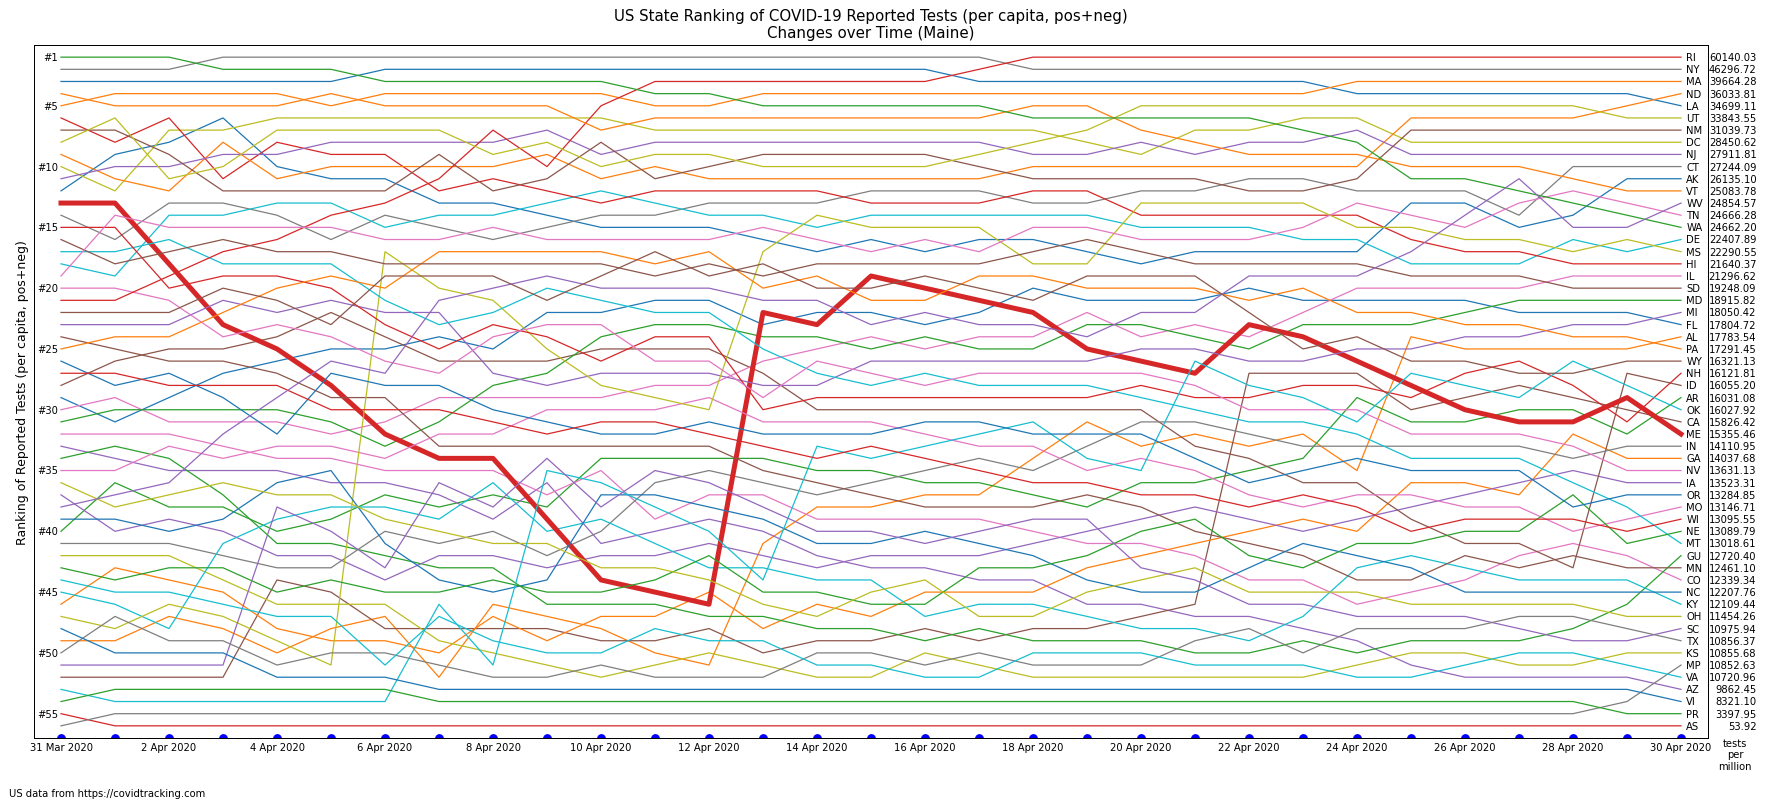 US State Ranking of COVID-19 Reported Tests (per capita, pos+neg)
Changes over Time (Maine)
Ranking of Reported Tests (per capita, pos+neg)
#1
#5
#10
#15
#20
#25
#30
#35
#40
#45
#50
#55
RI 60140.03
NY 46296.72
MA 39664.28
ND 36033.81
LA 34699.11
UT 33843.55
NM 31039.73
DC 28450.62
NJ 27911.81
CT 27244.09
AK 26135.10
VT 25083.78
WV 24854.57
TN 24666.28
WA 24662.20
DE 22407.89
MS 22290.55
HI 21640.37
IL 21296.62
SD 19248.09
MD 18915.82
MI 18050.42
FL 17804.72
AL 17783.54
PA 17291.45
WY 16321.13
NH 16121.81
ID 16055.20
AR 16031.08
OK 16027.92
CA 15826.42
ME 15355.46
IN 14110.95
GA 14037.68
NV 13631.13
IA 13523.31
OR 13284.85
MO 13146.71
WI 13095.55
NE 13089.79
MT 13018.61
GU 12720.40
MN 12461.10
CO 12339.34
NC 12207.76
KY 12109.44
OH 11454.26
SC 10975.94
TX 10856.37
KS 10855.68
MP 10852.63
VA 10720.96
AZ 9862.45
VI 8321.10
PR 3397.95
AS 53.92
31 Mar 2020 2 Apr 2020 4 Apr 2020 6 Apr 2020 8 Apr 2020 10 Apr 2020 12 Apr 2020 14 Apr 2020 16 Apr 2020 18 Apr 2020 20 Apr 2020 22 Apr 2020 24 Apr 2020 26 Apr 2020 28 Apr 2020 30 Apr 2020
tests
per
million
US data from https://covidtracking.com